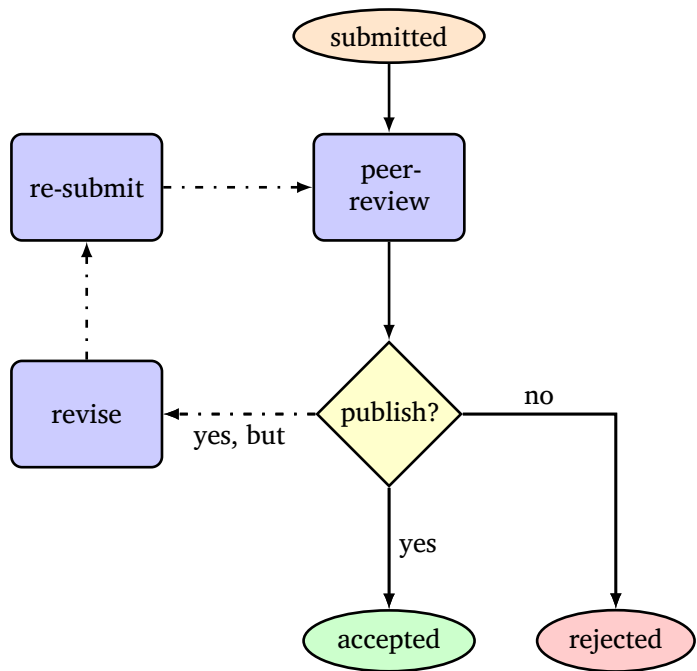 submitted
re-submit
peer-
review
revise
publish?
no
yes, but
yes
accepted
rejected